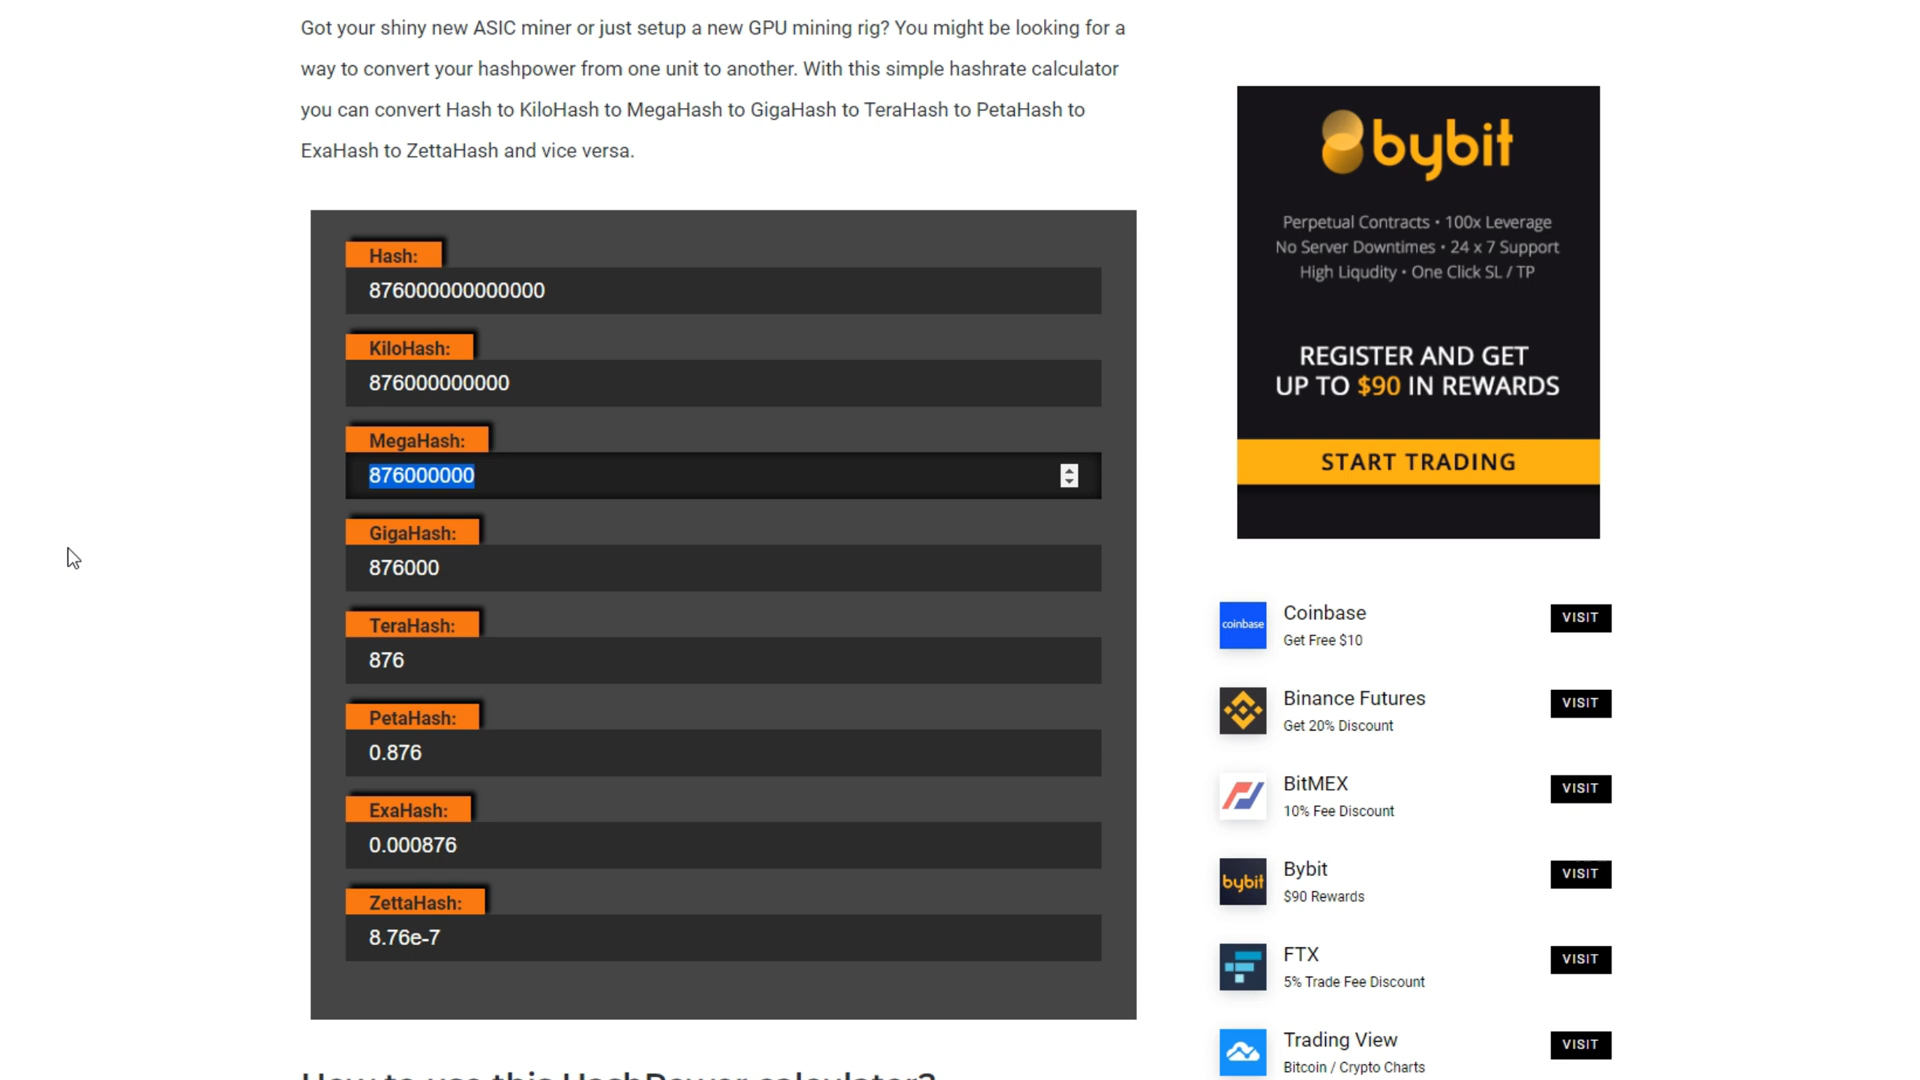 Got your shiny new ASIC miner or just setup a new GPU mining rig? You might be looking for a
way to convert your hashpower from one unit to another. With this simple hashrate calculator
you can convert Hash to KiloHash to MegaHash to GigaHash to TeraHash to PetaHash to
ExaHash to ZettaHash and vice versa.
Hash:
876000000000000
KiloHash:
876000000000
MegaHash:
876000000
GigaHash:
876000
TeraHash:
876
PetaHash:
0.876
ExaHash:
0.000876
ZettaHash:
8.76e-7
How to use this HashPower calculator?
bybit
Perpetual Contracts • 100x Leverage
No Server Downtimes • 24 x 7 Support
High Liqudity • One Click SL / TP
REGISTER AND GET
UP TO $90 IN REWARDS
START TRADING
coinbase
Coinbase
Get Free $10
VISIT
Binance Futures
Get 20% Discount
VISIT
BitMEX
10% Fee Discount
VISIT
bybit
Bybit
$90 Rewards
VISIT
FTX
5% Trade Fee Discount
VISIT
Trading View
Bitcoin / Crypto Charts
VISIT